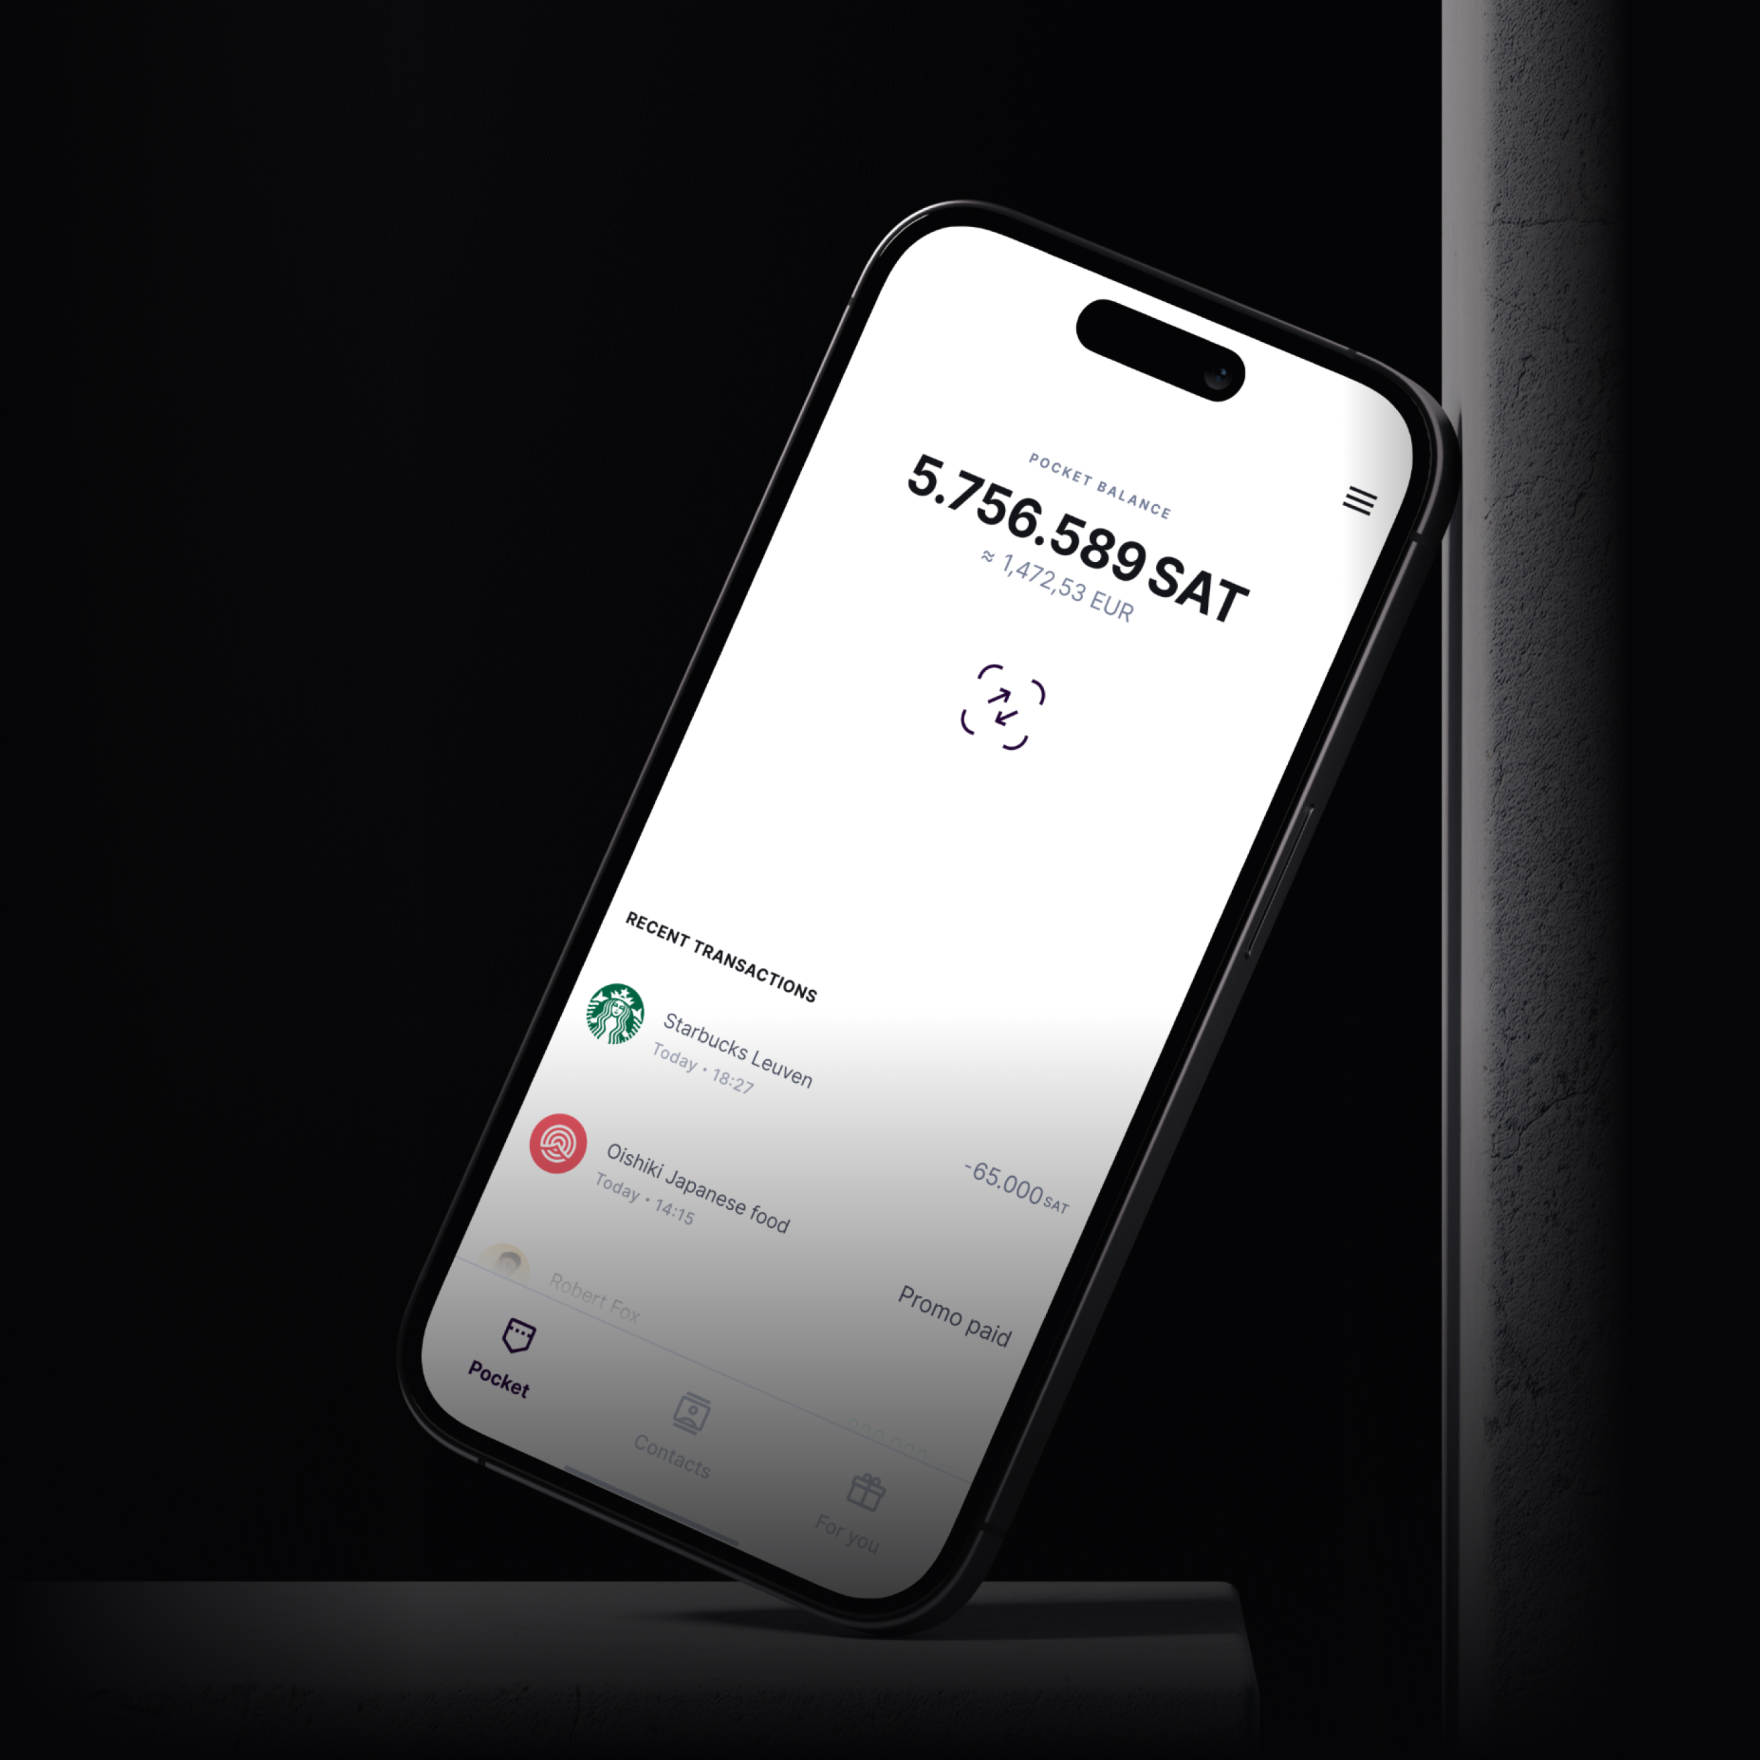 POCKET BALANCE
5.756.589 SAT
≈ 1,472,53 EUR
RECENT TRANSACTIONS
Starbucks Leuven
Today • 18:27
-65.000 SAT
Oishiki Japanese food
Today • 14:15
Promo paid
Robert Fox
Pocket
Contacts
For you